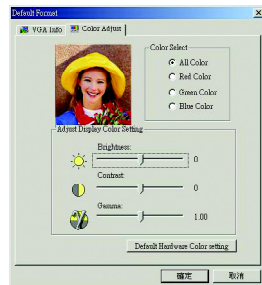 Default Format
VGA Info
Color Adjust
Color Select
All Color
Red Color
Green Color
Blue Color
Adjust Display Color Setting
Brightness:
0
Contrast:
0
Gamma:
1.00
Default Hardware Color setting
確定
取消